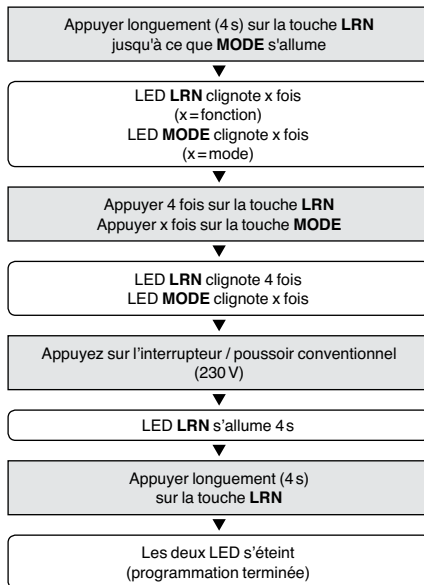 Appuyer longuement (4 s) sur la touche LRN
jusqu'à ce que MODE s'allume
LED LRN clignote x fois
(x = fonction)
LED MODE clignote x fois
(x = mode)
Appuyer 4 fois sur la touche LRN
Appuyer x fois sur la touche MODE
LED LRN clignote 4 fois
LED MODE clignote x fois
Appuyez sur l’interrupteur / poussoir conventionnel
(230 V)
LED LRN s’allume 4 s
Appuyer longuement (4 s)
sur la touche LRN
Les deux LED s’éteint
(programmation terminée)